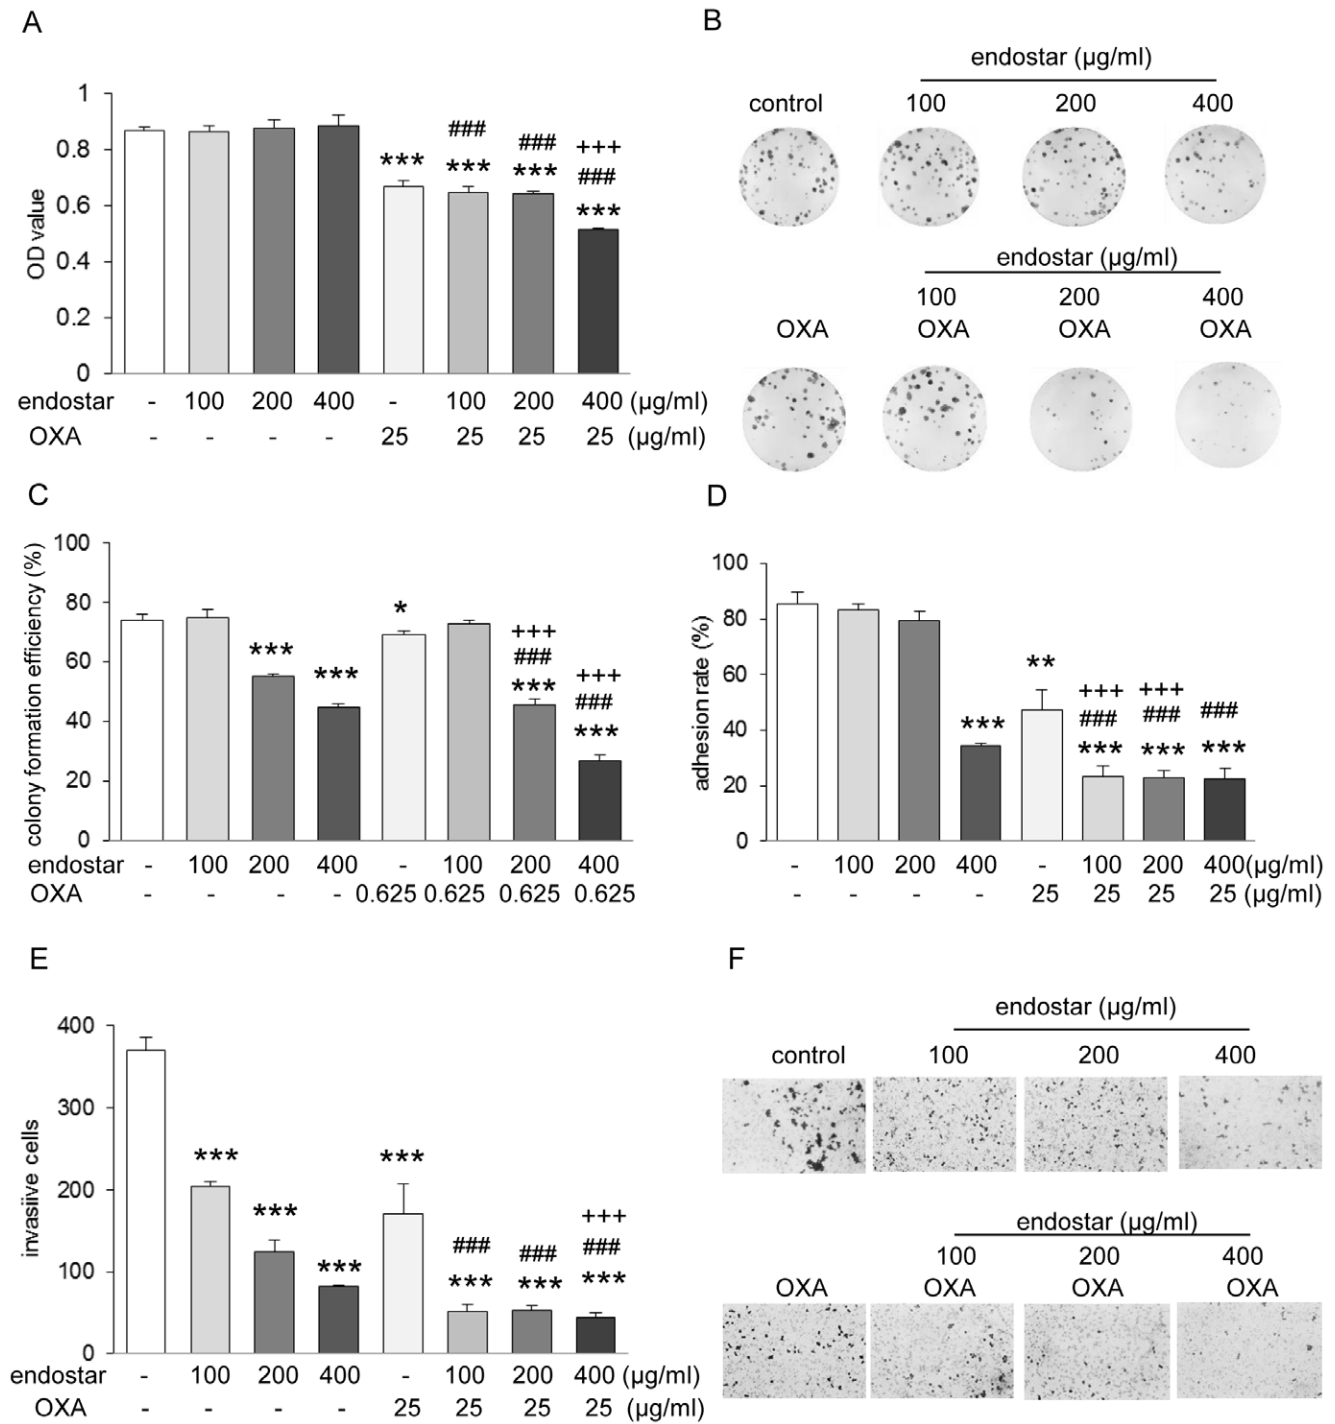 A
1
0.8
0.6
0.4
0.2
0
OD value
***
###
***
###
***
+++
###
***
endostar - 100 200 400 - 100 200 400 (µg/ml)
OXA - - - - 25 25 25 25 (µg/ml)
B
endostar (µg/ml)
control 100 200 400
endostar (µg/ml)
100 200 400
OXA OXA OXA OXA
C
100
80
60
40
20
0
colony formation efficiency (%)
***
***
*
+++
###
***
+++
###
***
endostar - 100 200 400 - 100 200 400
OXA - - - - 0.625 0.625 0.625 0.625
D
100
80
60
40
20
0
adhesion rate (%)
***
**
+++
###
***
+++
###
***
###
***
- 100 200 400 - 100 200 400(µg/ml)
- - - - 25 25 25 25 (µg/ml)
E
400
300
200
100
0
invasiive cells
***
***
***
***
###
***
###
***
+++
###
***
endostar - 100 200 400 - 100 200 400 (µg/ml)
OXA - - - - 25 25 25 25 (µg/ml)
F
endostar (µg/ml)
control 100 200 400
endostar (µg/ml)
100 200 400
OXA OXA OXA OXA